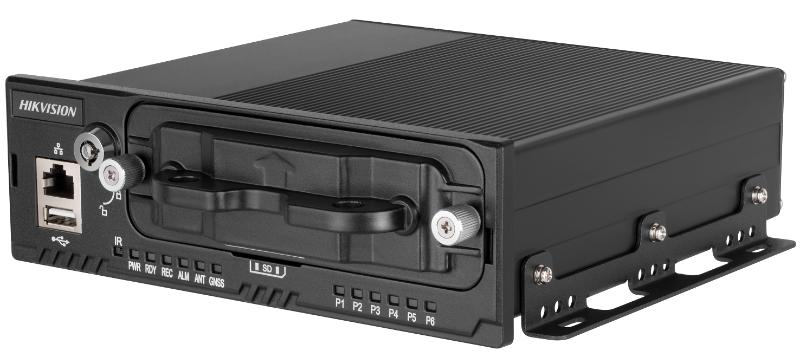 HIKVISION
IR
PWR RDY REC ALM ANT GNSS
SD
P1 P2 P3 P4 P5 P6